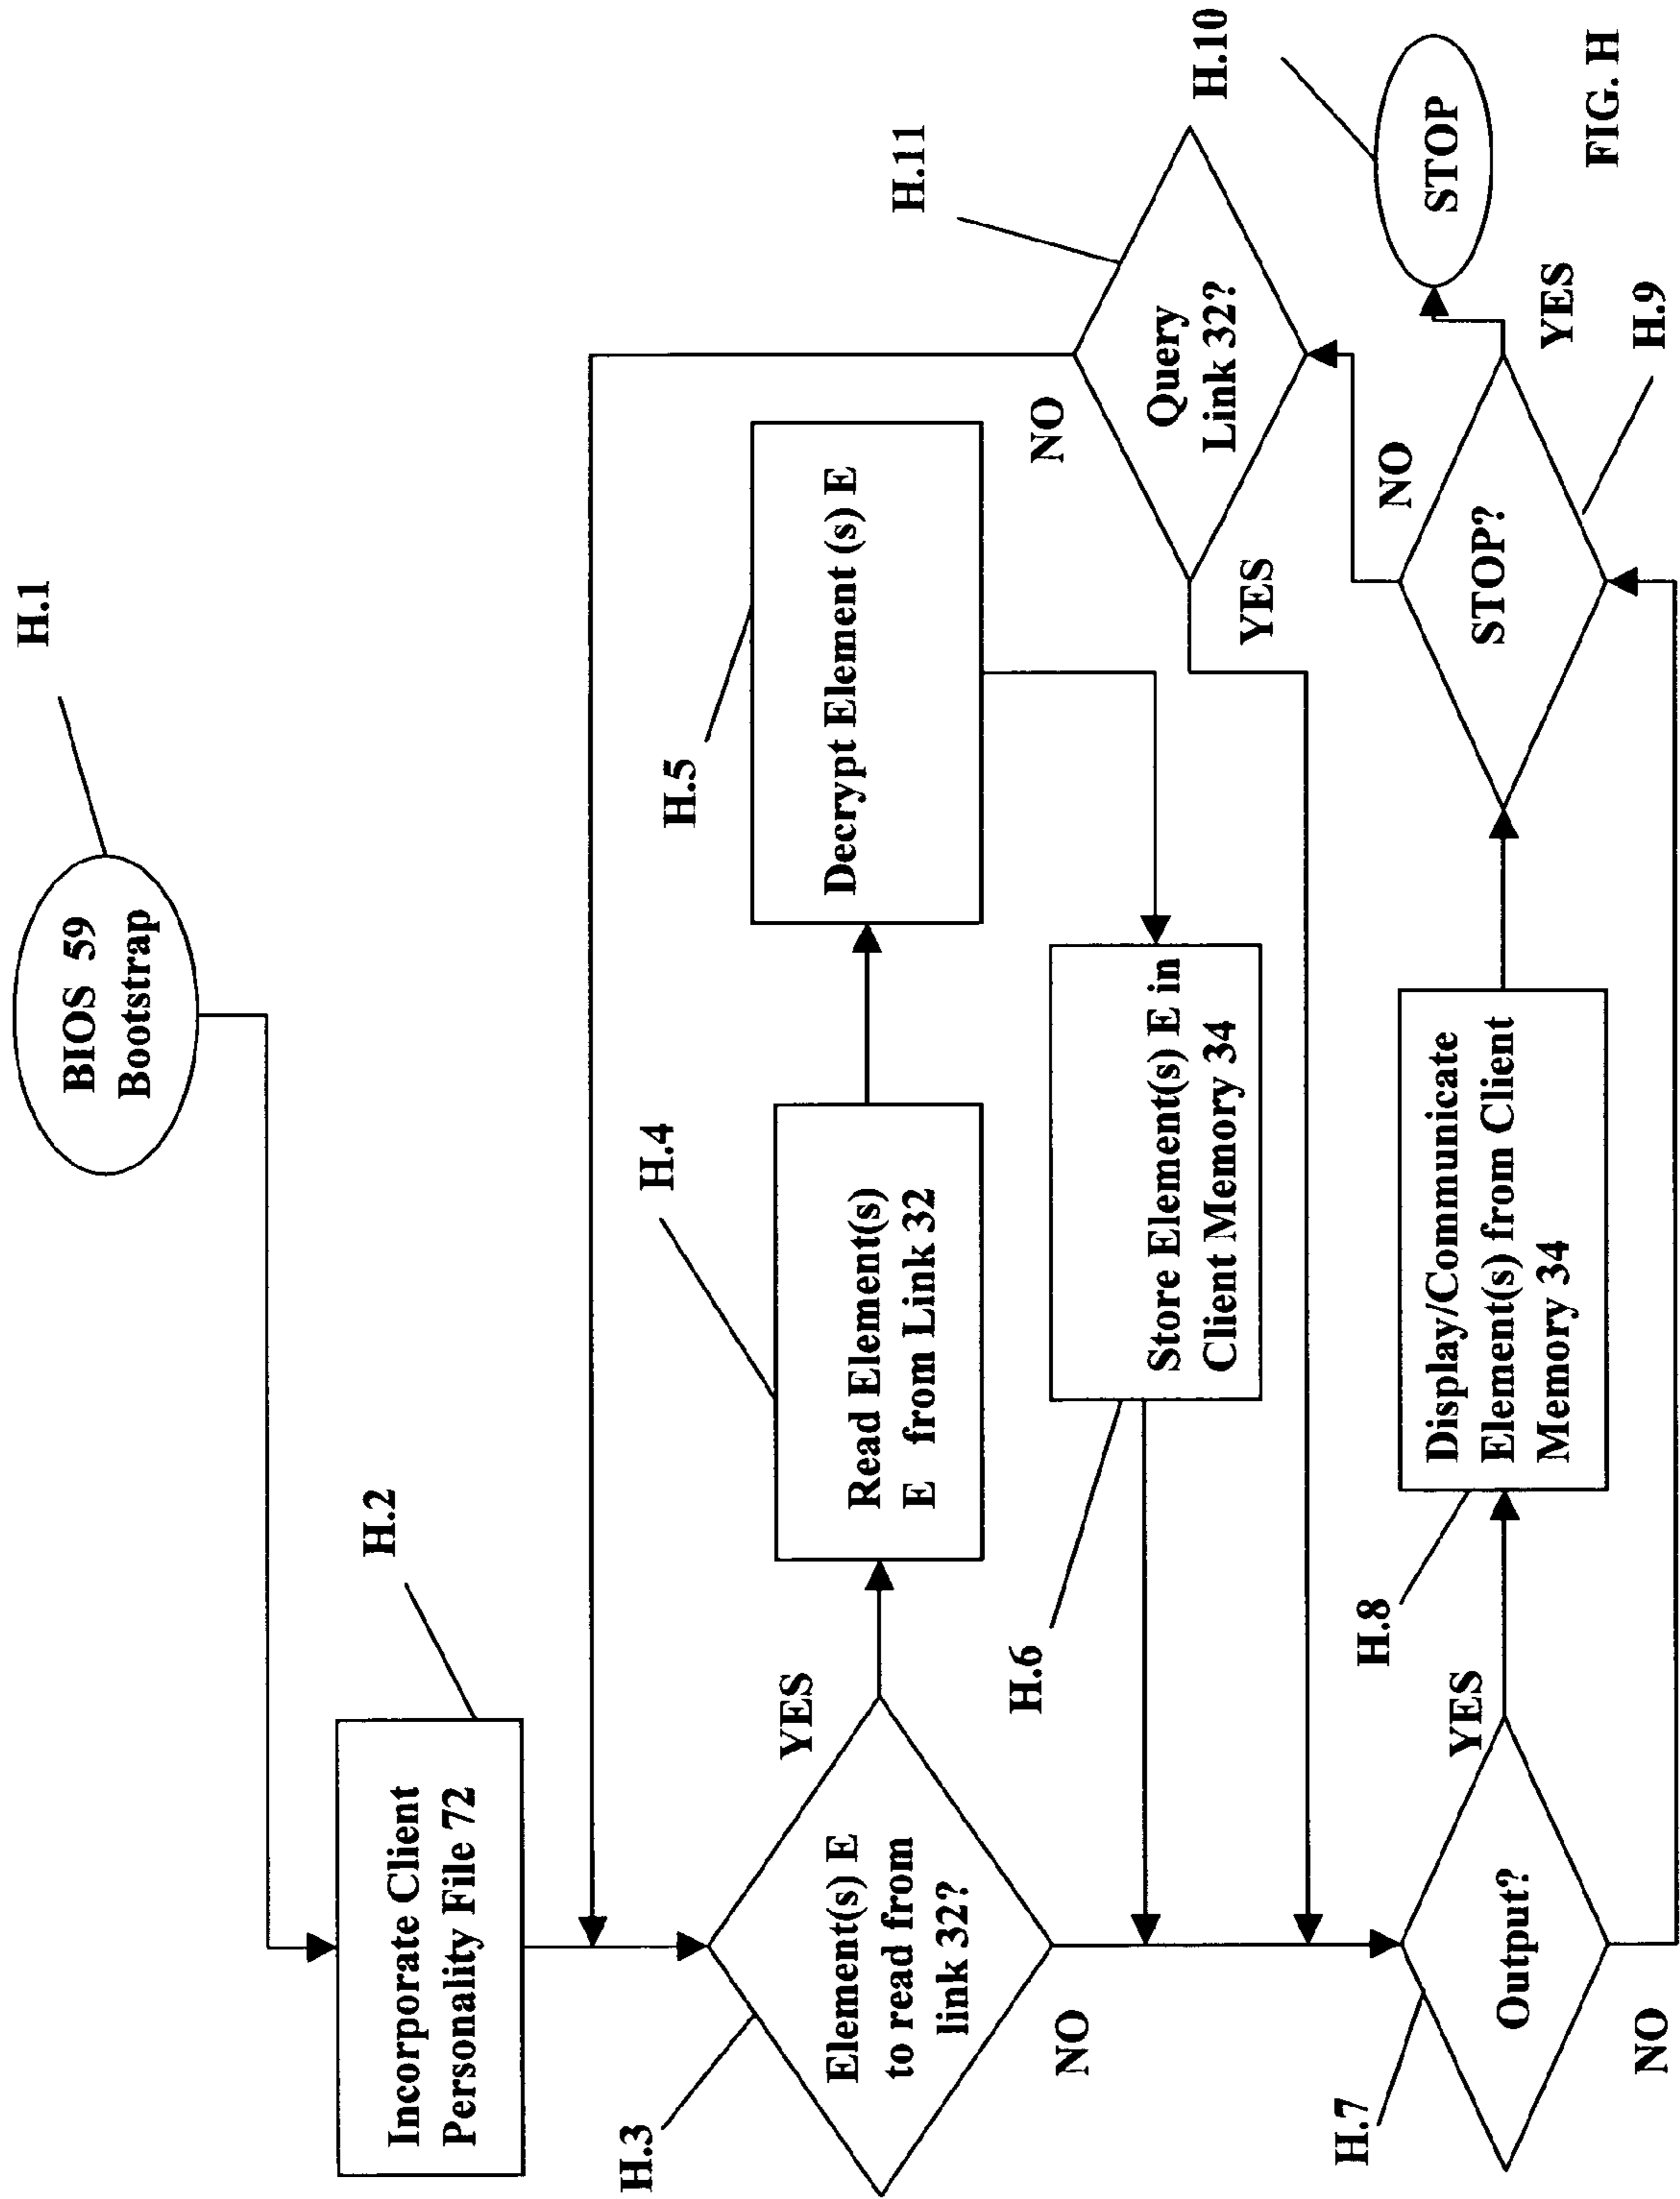 H.1
BIOS 59
Bootstrap
H.2
Incorporate Client
Personality File 72
H.3
Element(s) E
to read from
link 32?
YES
NO
H.4
Read Element(s)
E from Link 32
H.5
Decrypt Element (s) E
H.6
Store Element(s) E in
Client Memory 34
H.11
Query
Link 32?
NO
YES
H.7
Output?
YES
NO
H.8
Display/Communicate
Element(s) from Client
Memory 34
STOP?
NO
YES
H.9
H.10
STOP
FIG. H